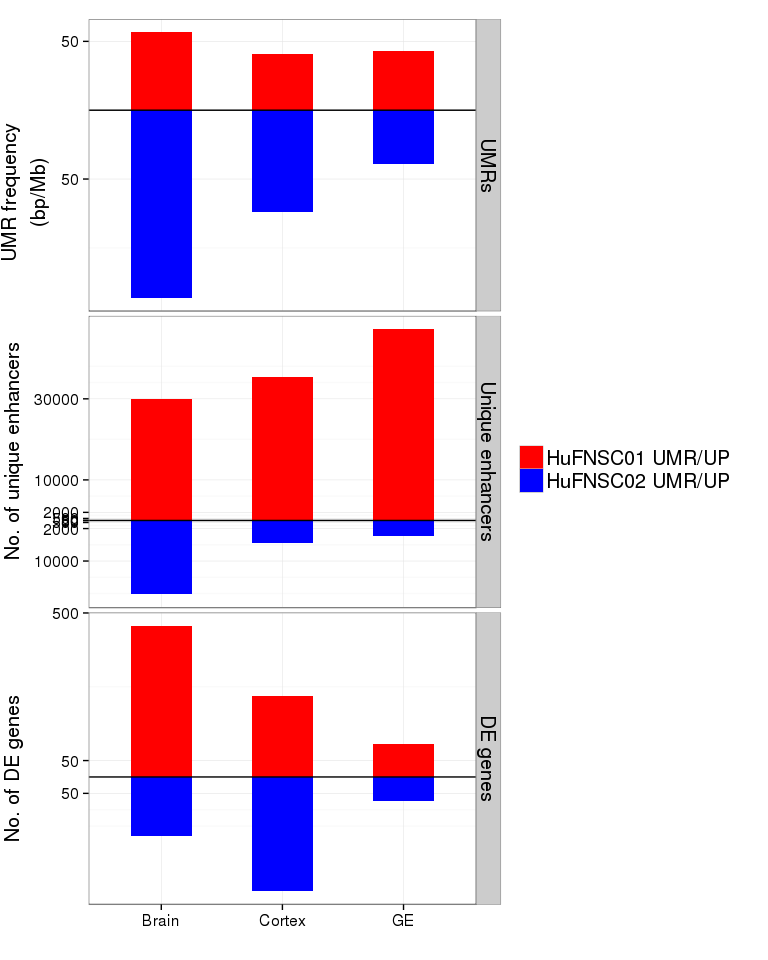 UMR frequency
(bp/Mb)
50
50
UMRs
No. of unique enhancers
30000
10000
2000
2000
10000
Unique enhancers
No. of DE genes
500
50
50
DE genes
Brain Cortex GE
HuFNSC01 UMR/UP
HuFNSC02 UMR/UP